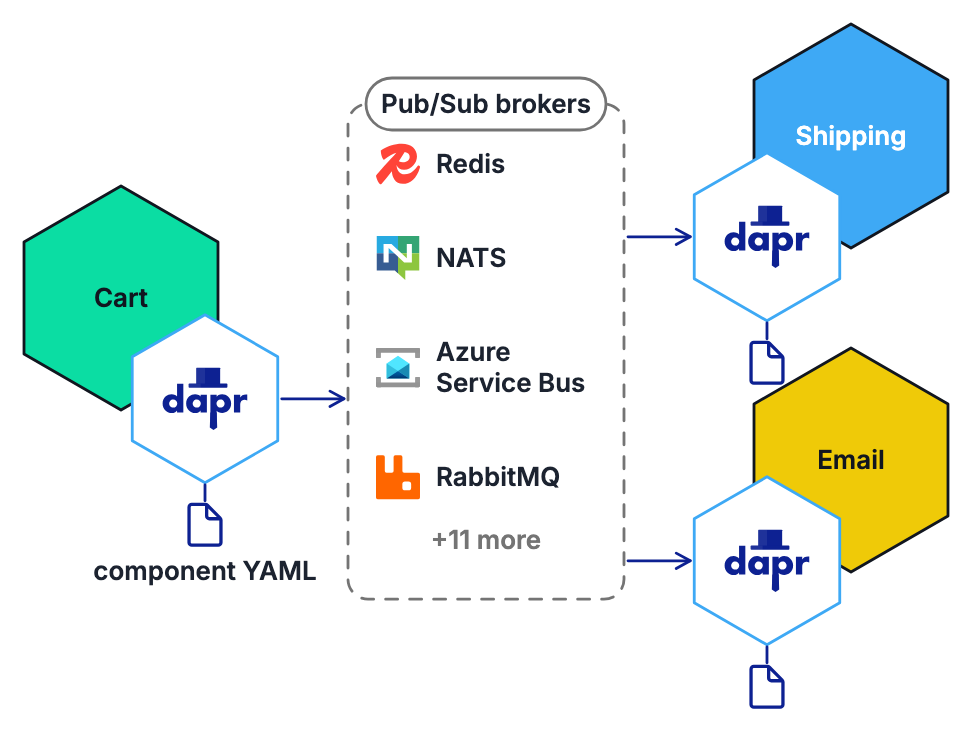 Pub/Sub brokers
Redis
NATS
Azure
Service Bus
RabbitMQ
+11 more
Cart
dapr
component YAML
Shipping
dapr
Email
dapr